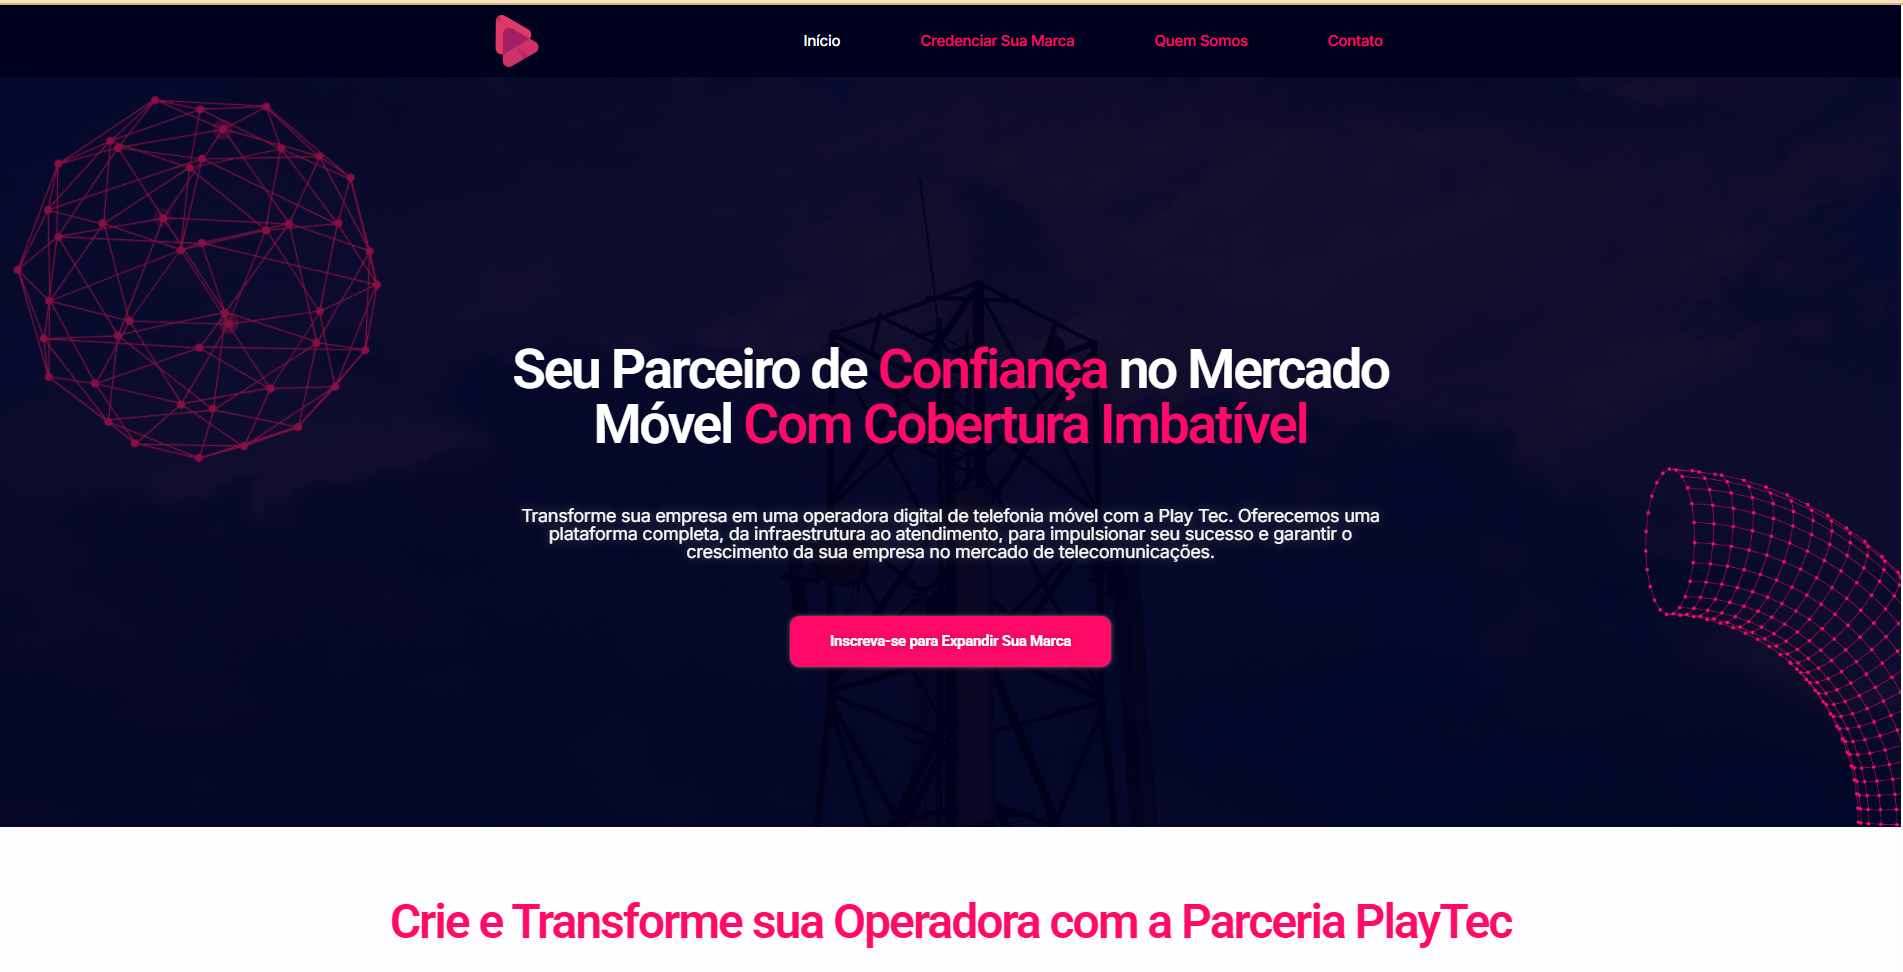 Início
Credenciar Sua Marca
Quem Somos
Contato
Seu Parceiro de Confiança no Mercado
Móvel Com Cobertura Imbatível
Transforme sua empresa em uma operadora digital de telefonia móvel com a Play Tec. Oferecemos uma
plataforma completa, da infraestrutura ao atendimento, para impulsionar seu sucesso e garantir o
crescimento da sua empresa no mercado de telecomunicações.
Inscreva-se para Expandir Sua Marca
Crie e Transforme sua Operadora com a Parceria PlayTec